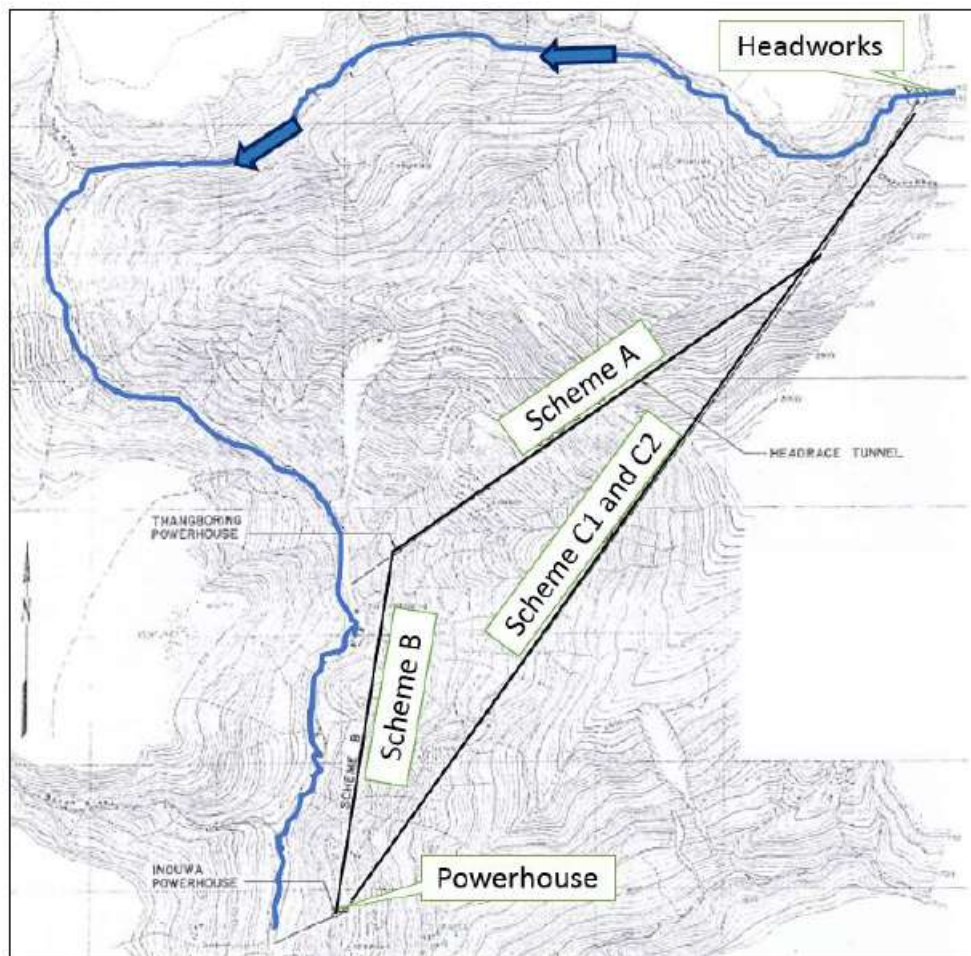 Headworks
Scheme A
HEADRACE TUNNEL
Scheme C1 and C2
THANGBORING
POWERHOUSE
N
Scheme B
SCHEME B
INOUWA
POWERHOUSE
Powerhouse